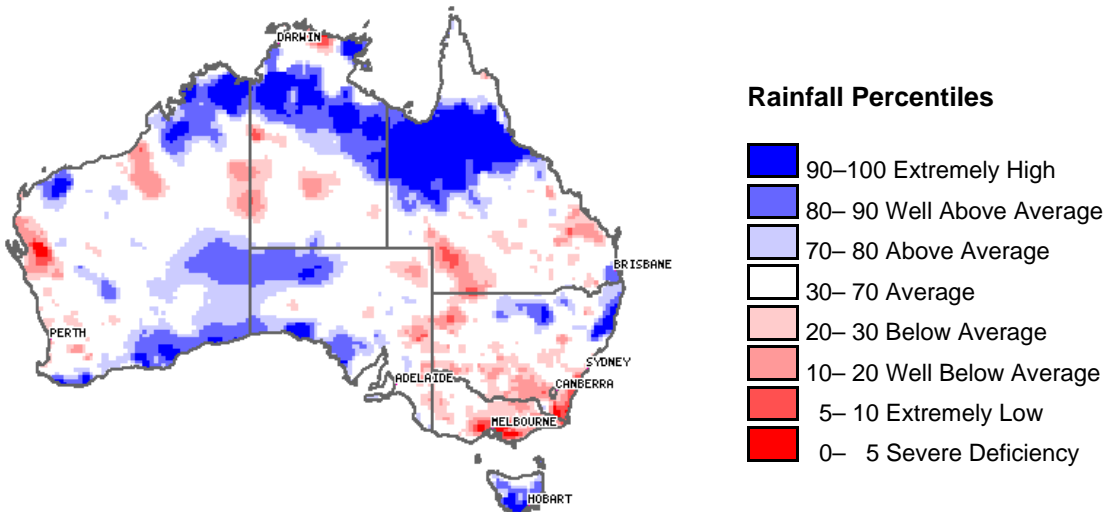 DARWIN
BRISBANE
PERTH
SYDNEY
ADELAIDE
CANBERRA
MELBOURNE
HOBART
Rainfall Percentiles
90–100 Extremely High
80– 90 Well Above Average
70– 80 Above Average
30– 70 Average
20– 30 Below Average
10– 20 Well Below Average
5– 10 Extremely Low
0– 5 Severe Deficiency